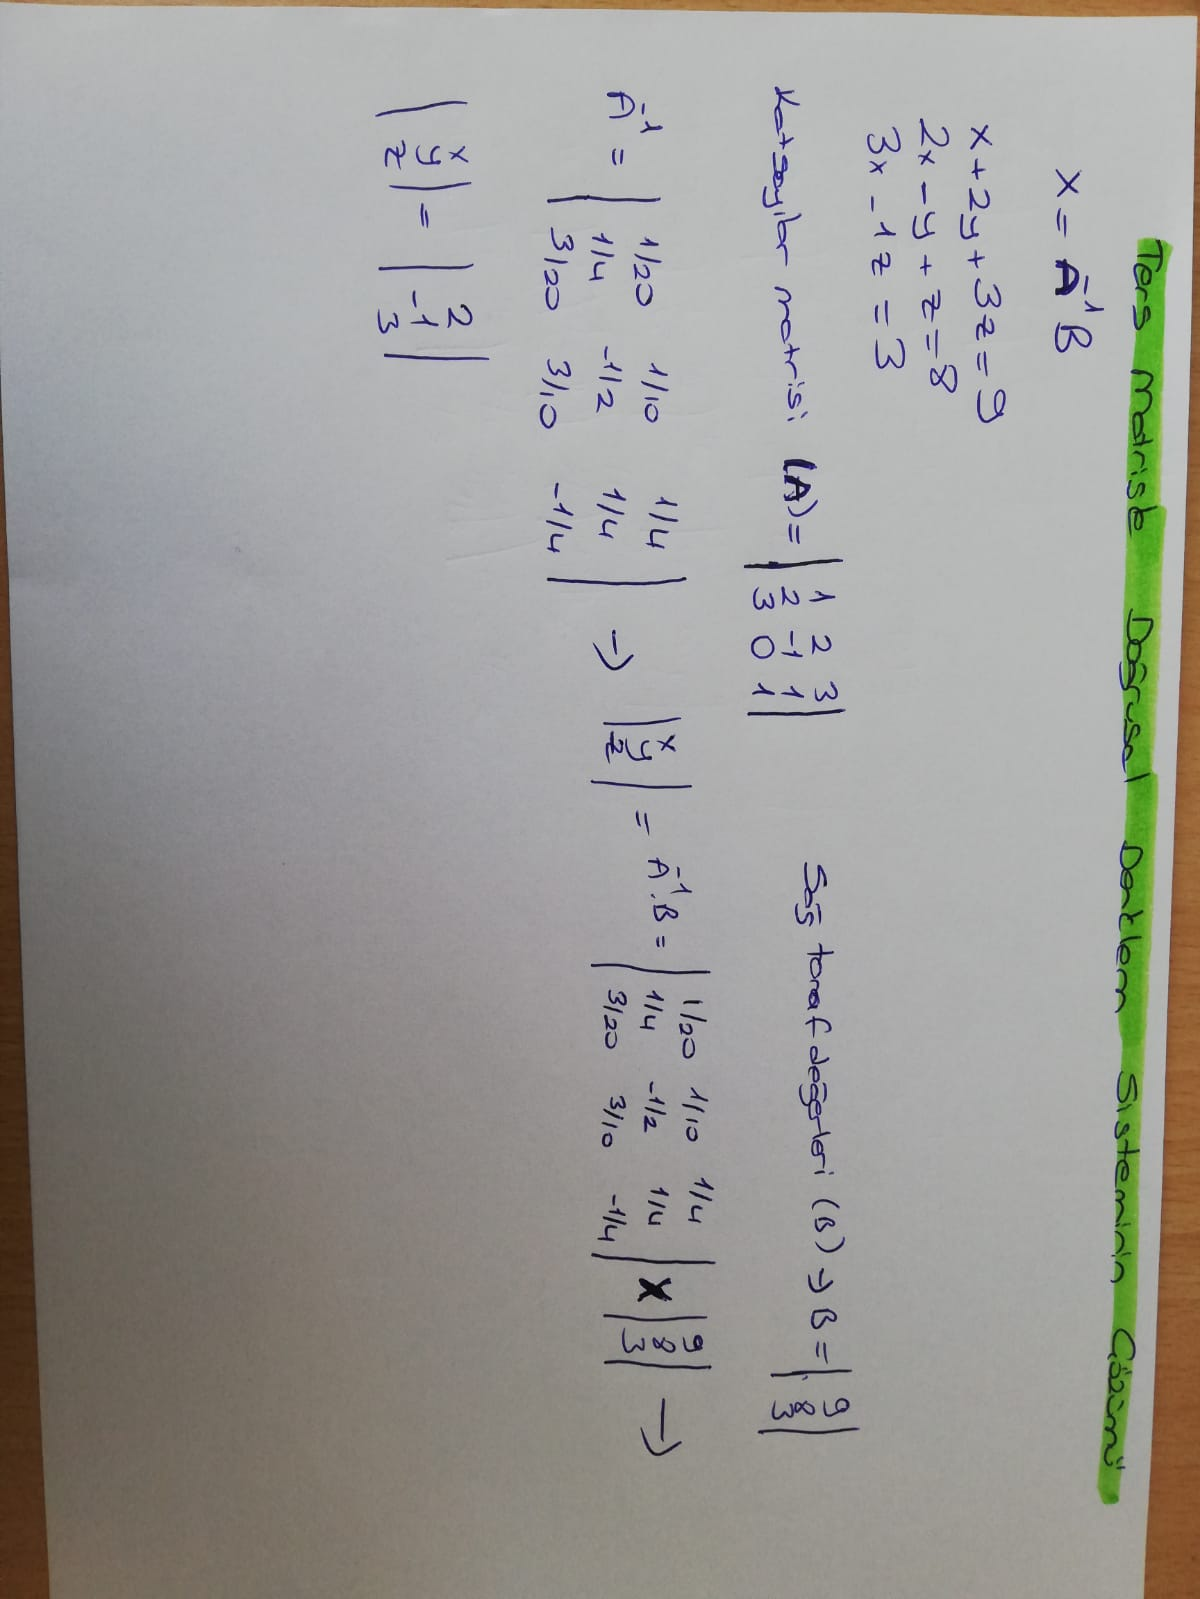 Ters matrisle Doğrusal Denklem Sisteminin Çözümü
X = A⁻¹B
x + 2y + 3z = 9
2x - y + z = 8
3x - 1z = 3
Katsayılar matrisi (A) = | 1 2 3 |
| 2 -1 1 |
| 3 0 1 |
Sağ taraf değerleri (B) → B = | 9 |
| 8 |
| 3 |
A⁻¹ = | 1/20 1/10 1/4 |
| 1/4 -1/2 1/4 |
| 3/20 3/10 -1/4 |
→ | x |
| y |
| z |
= A⁻¹.B = | 1/20 1/10 1/4 |
| 1/4 -1/2 1/4 |
| 3/20 3/10 -1/4 |
X | 9 |
| 8 |
| 3 | →
| x |
| y |
| z |
= | 2 |
| -1 |
| 3 |